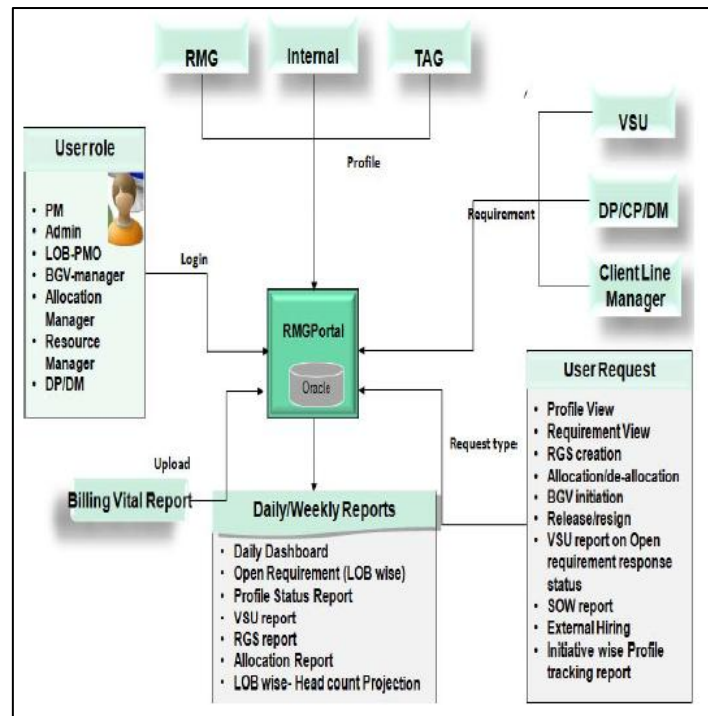 RMG
Internal
TAG
VSU
DP/CP/DM
Client Line
Manager
Profile
Requirement
User role
• PM
• Admin
• LOB-PMO
• BGV-manager
• Allocation
Manager
• Resource
Manager
• DP/DM
Login
RMGPortal
Oracle
Upload
Billing Vital Report
Request type:
Daily/Weekly Reports
• Daily Dashboard
• Open Requirement (LOB wise)
• Profile Status Report
• VSU report
• RGS report
• Allocation Report
• LOB wise- Head count Projection
User Request
• Profile View
• Requirement View
• RGS creation
• Allocation/de-allocation
• BGV initiation
• Release/resign
• VSU report on Open
requirement response
status
• SOW report
• External Hiring
• Initiative wise Profile
tracking report